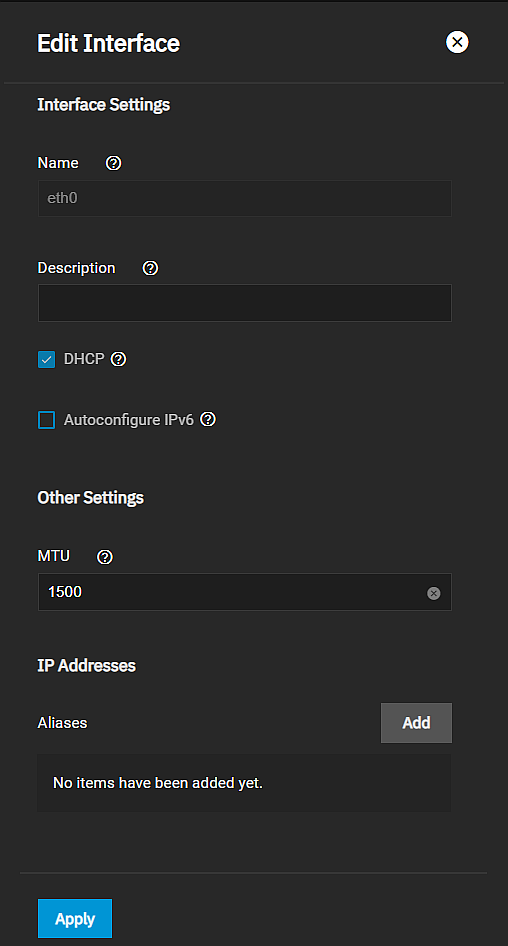 Edit Interface
Interface Settings
Name
eth0
Description
DHCP
Autoconfigure IPv6
Other Settings
MTU
1500
IP Addresses
Aliases
Add
No items have been added yet.
Apply